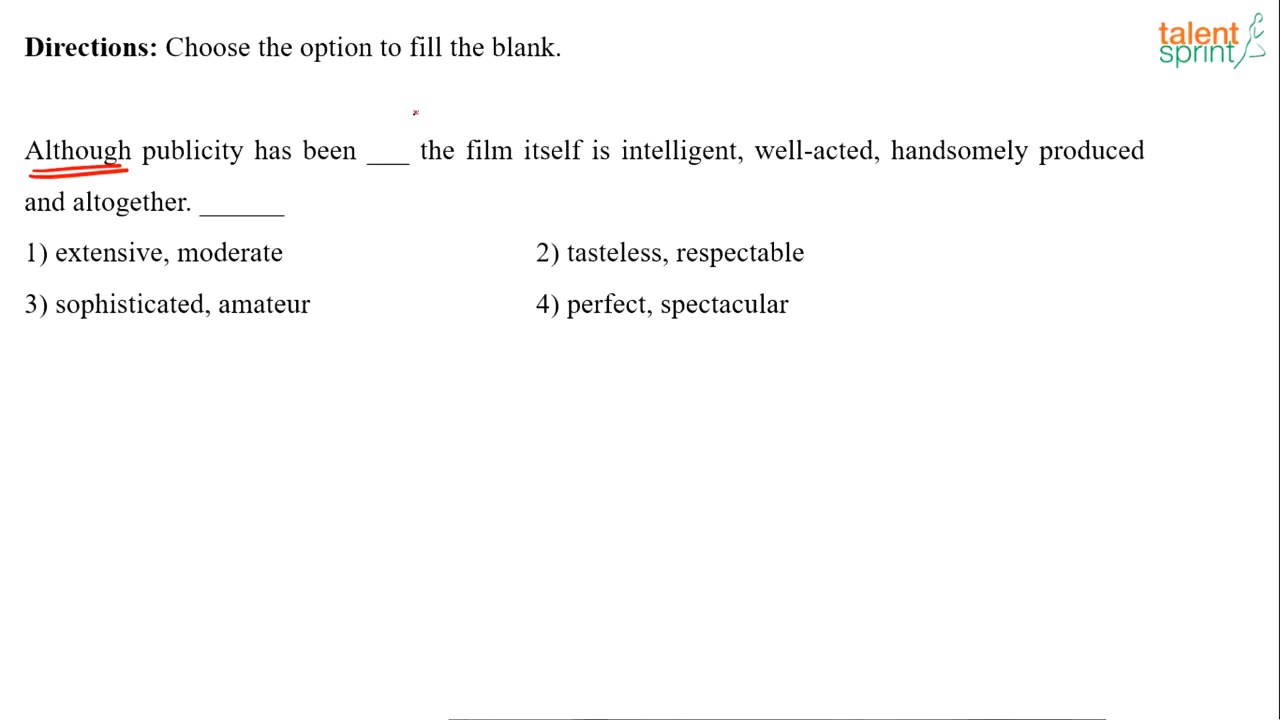 Directions: Choose the option to fill the blank.
talent
sprint
Although publicity has been ___ the film itself is intelligent, well-acted, handsomely produced
and altogether. ______
1) extensive, moderate 2) tasteless, respectable
3) sophisticated, amateur 4) perfect, spectacular